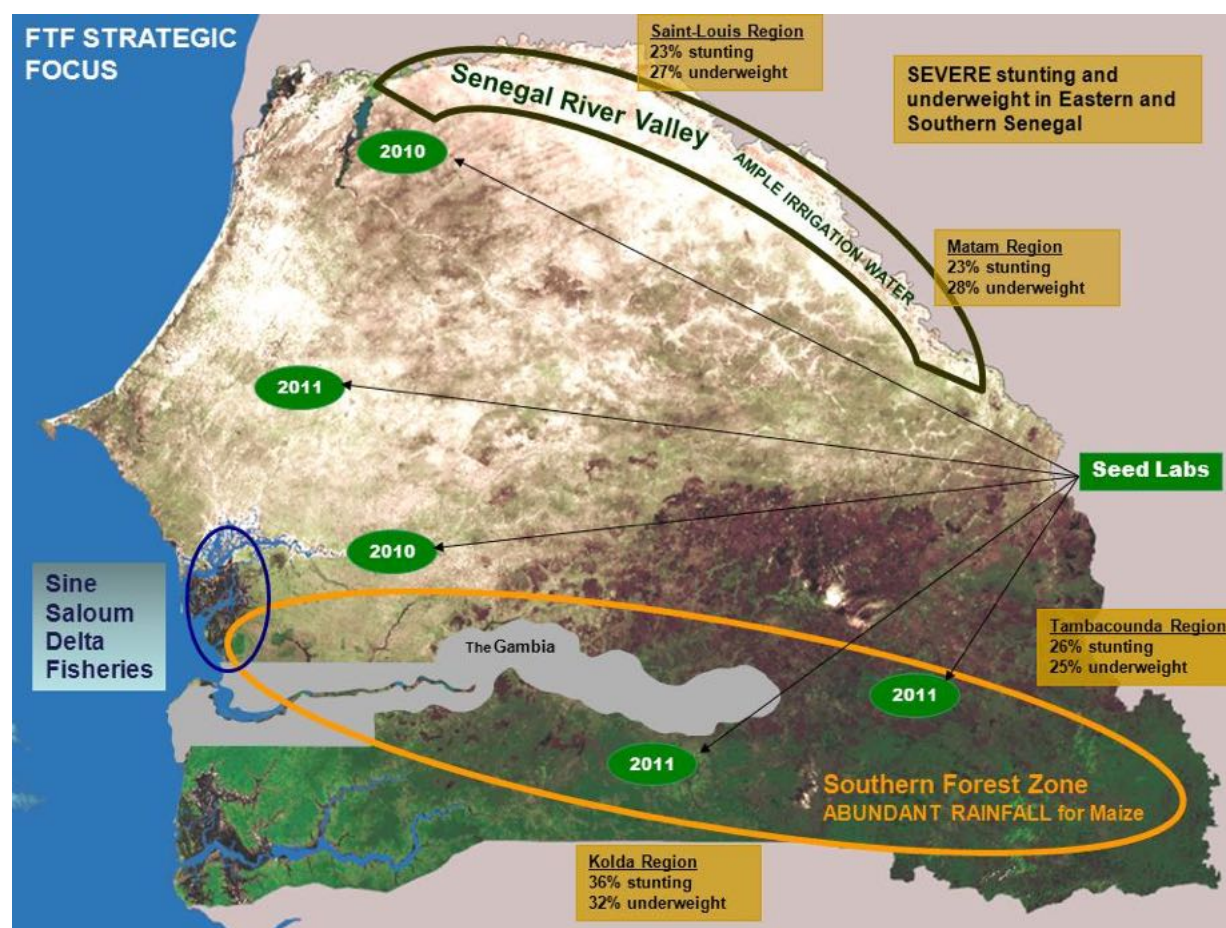 FTF STRATEGIC
FOCUS
Saint-Louis Region
23% stunting
27% underweight
SEVERE stunting and
underweight in Eastern and
Southern Senegal
Senegal River Valley
AMPLE IRRIGATION WATER
2010
Matam Region
23% stunting
28% underweight
2011
Seed Labs
2010
Sine
Saloum
Delta
Fisheries
The Gambia
Tambacounda Region
26% stunting
25% underweight
2011
2011
Southern Forest Zone
ABUNDANT RAINFALL for Maize
Kolda Region
36% stunting
32% underweight